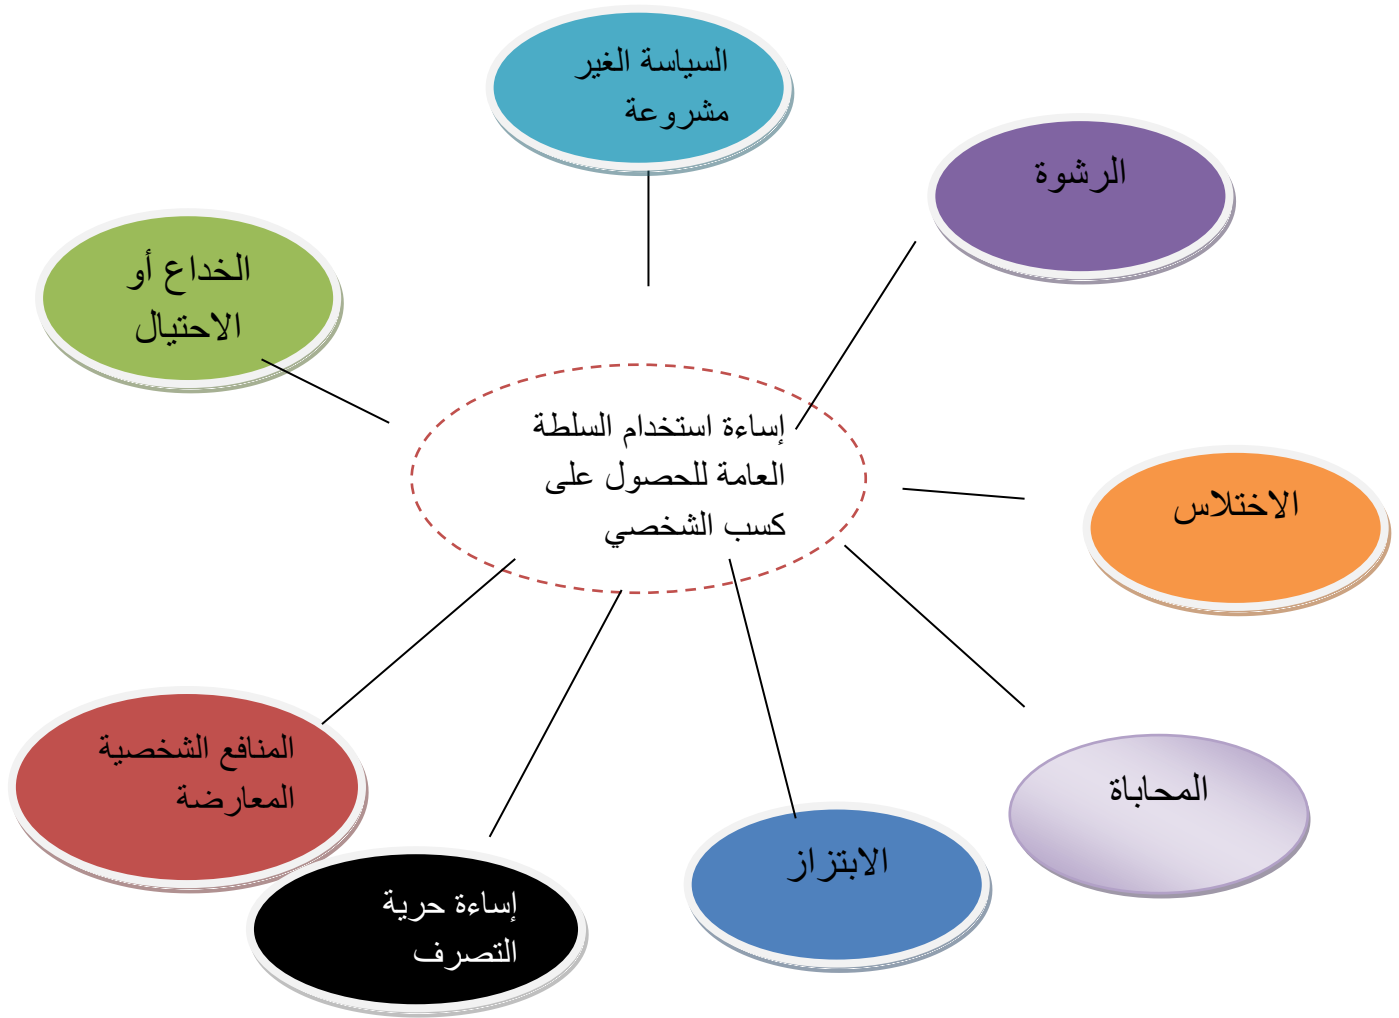 السياسة الغير
مشروعة
الرشوة
الخداع أو
الاحتيال
إساءة استخدام السلطة
العامة للحصول على
كسب الشخصي
الاختلاس
المنافع الشخصية
المعارضة
المحاباة
الابتزاز
إساءة حرية
التصرف